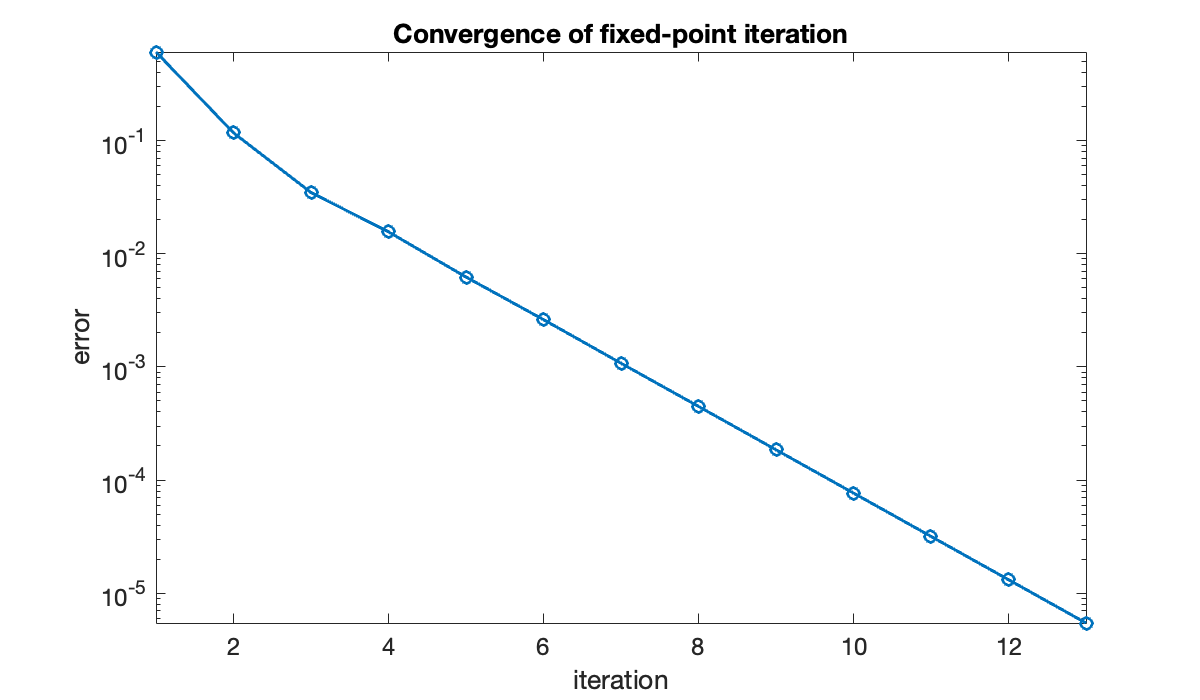 Convergence of fixed-point iteration
10^-1
10^-2
10^-3
10^-4
10^-5
error
2 4 6 8 10 12
iteration